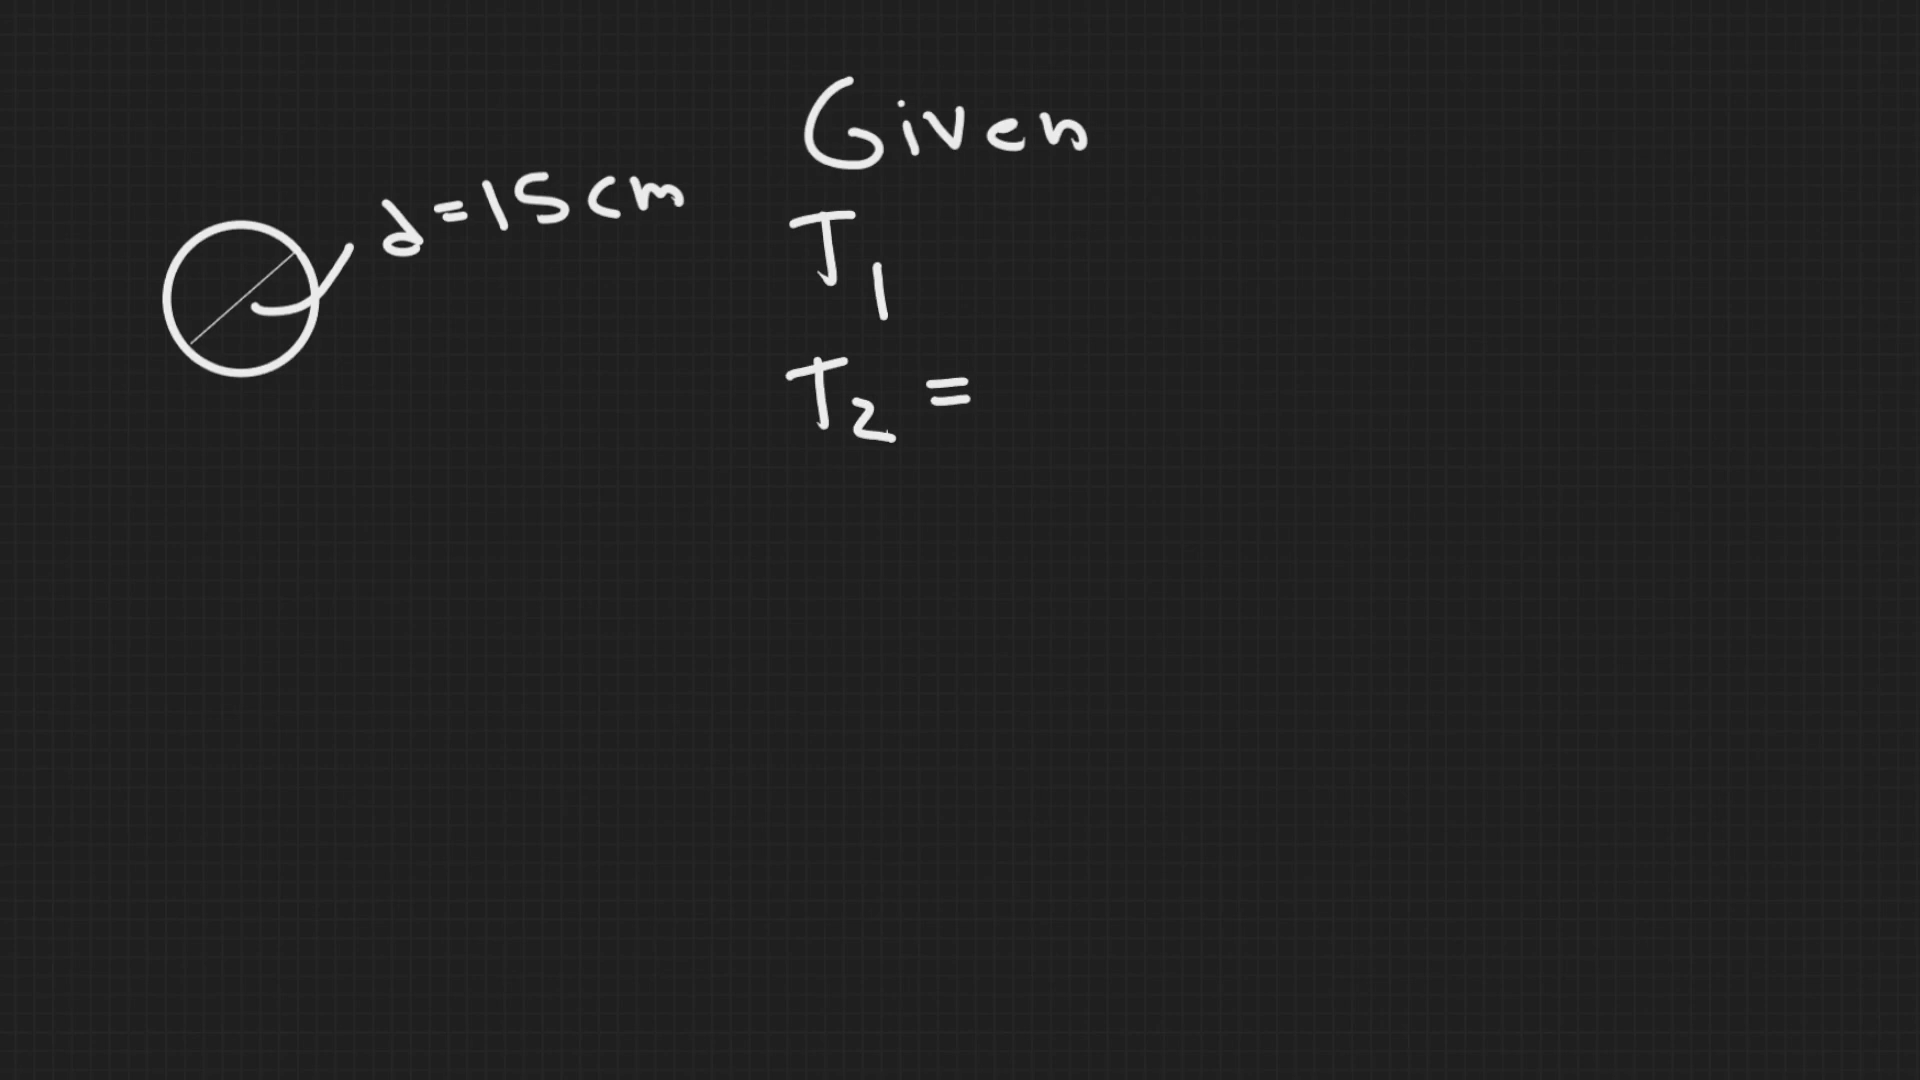 d=15cm
Given
T1
T2 =